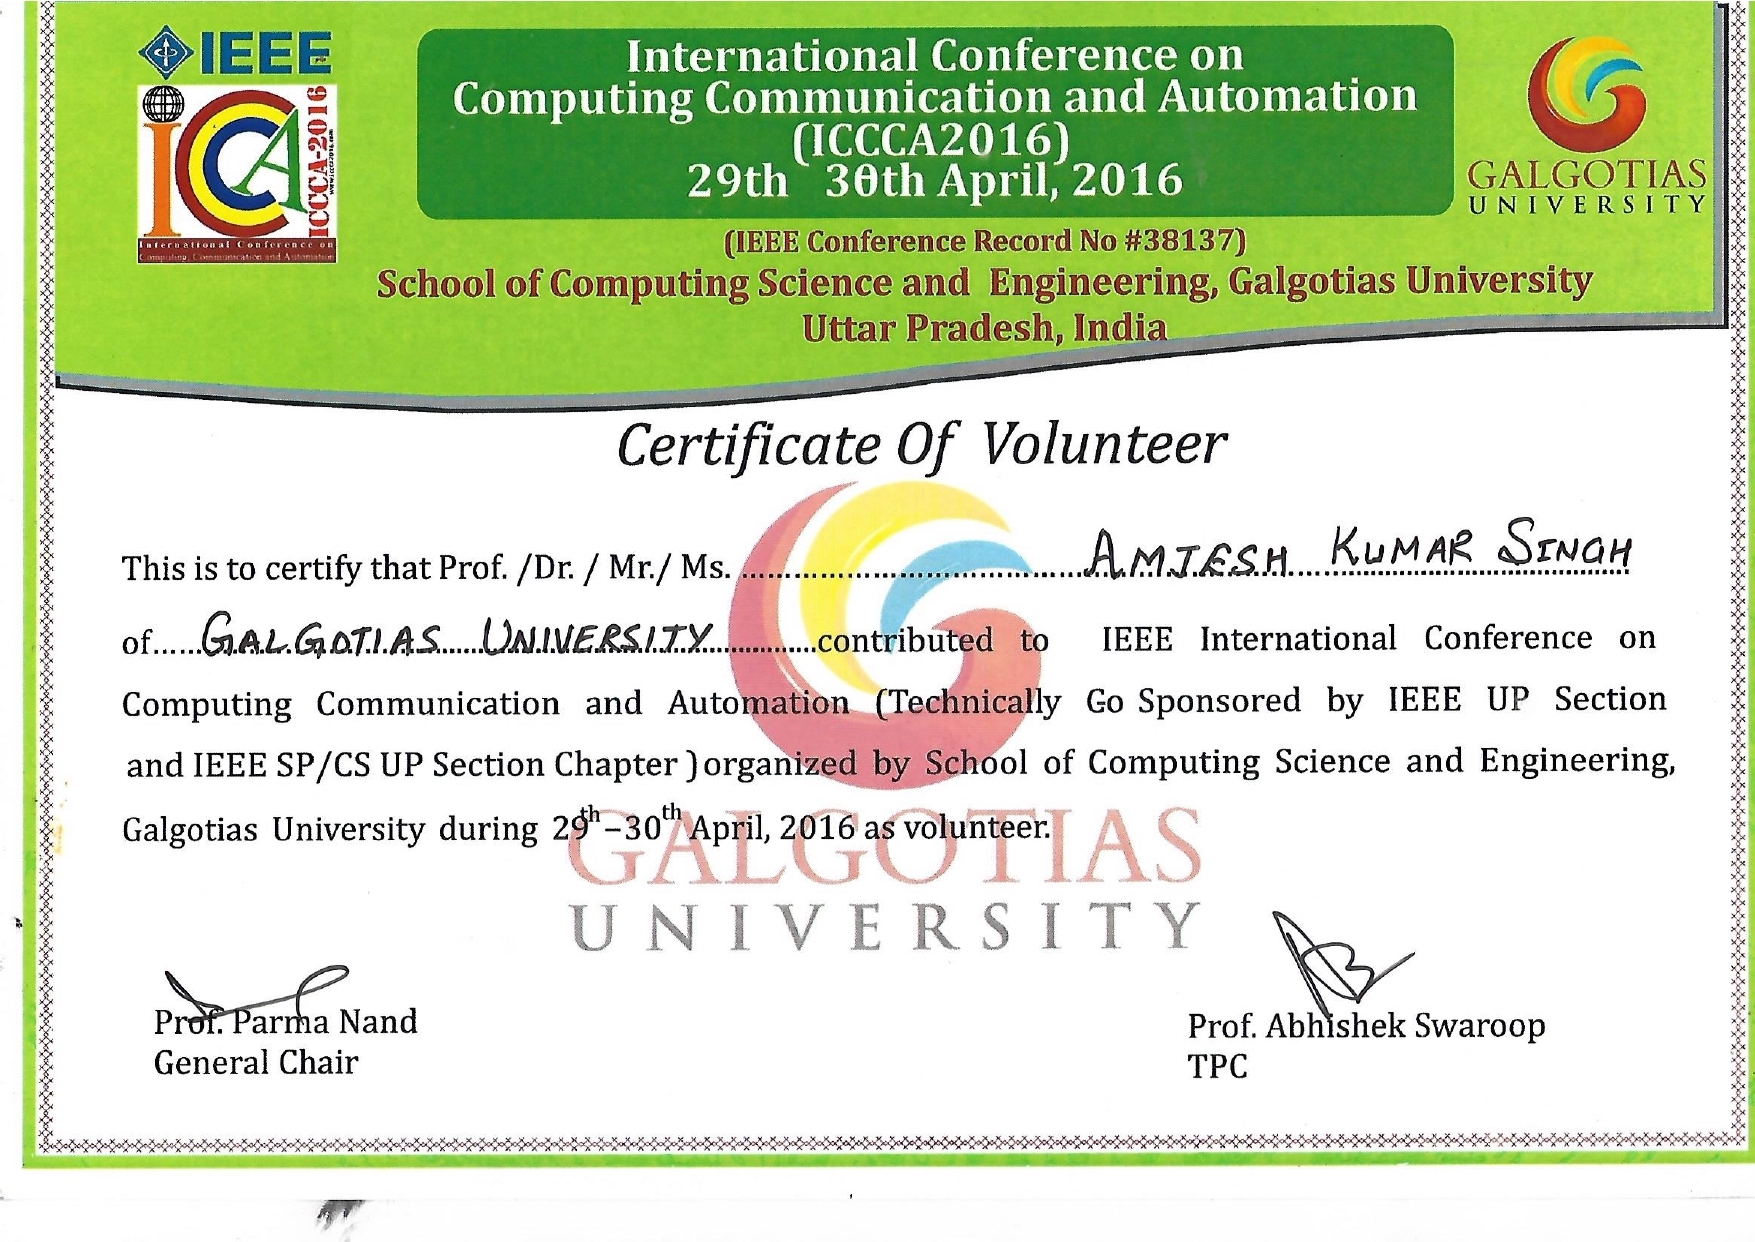 IEEE
ICCA
ICCCA-2016
www.iccca2016.com
International Conference on
Computing, Communication and Automation
International Conference on
Computing Communication and Automation
(ICCCA2016)
29th 30th April, 2016
GALGOTIAS
UNIVERSITY
(IEEE Conference Record No #38137)
School of Computing Science and Engineering, Galgotias University
Uttar Pradesh, India
Certificate Of Volunteer
This is to certify that Prof. /Dr. / Mr./ Ms. AMJESH KUMAR SINGH
of GALGOTIAS UNIVERSITY contributed to IEEE International Conference on
Computing Communication and Automation (Technically Go Sponsored by IEEE UP Section
and IEEE SP/CS UP Section Chapter ) organized by School of Computing Science and Engineering,
Galgotias University during 29th–30th April, 2016 as volunteer.
GALGOTIAS
UNIVERSITY
Prof. Parma Nand
General Chair
Prof. Abhishek Swaroop
TPC